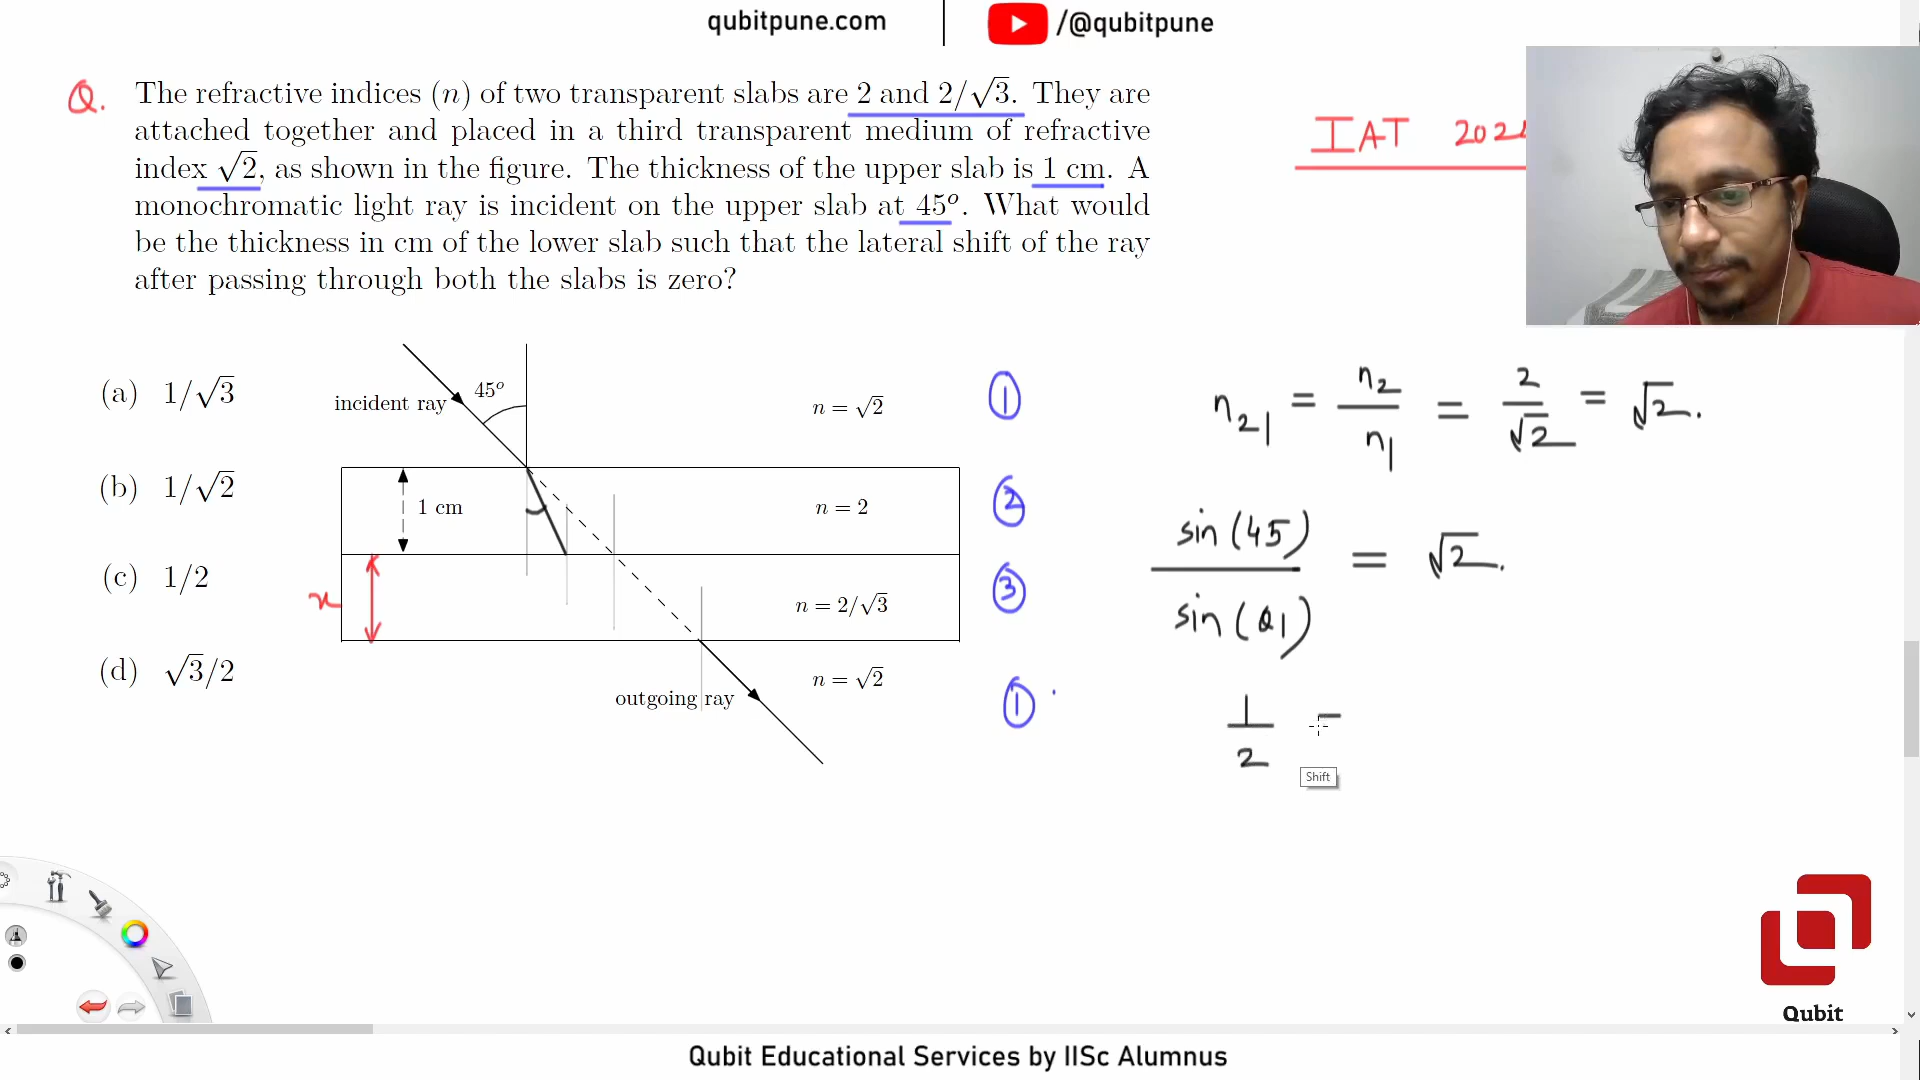 qubitpune.com | /@qubitpune
Q. The refractive indices (n) of two transparent slabs are 2 and 2/√3. They are
attached together and placed in a third transparent medium of refractive
index √2, as shown in the figure. The thickness of the upper slab is 1 cm. A
monochromatic light ray is incident on the upper slab at 45°. What would
be the thickness in cm of the lower slab such that the lateral shift of the ray
after passing through both the slabs is zero?
IAT
(a) 1/√3
(b) 1/√2
(c) 1/2
(d) √3/2
45°
incident ray
n = √2
1 cm
n = 2
x
n = 2/√3
n = √2
outgoing ray
①
②
③
①
n21 = n2/n1 = 2/√2 = √2.
sin(45)/sin(θ1) = √2.
1/2
Shift
Qubit
Qubit Educational Services by IISc Alumnus